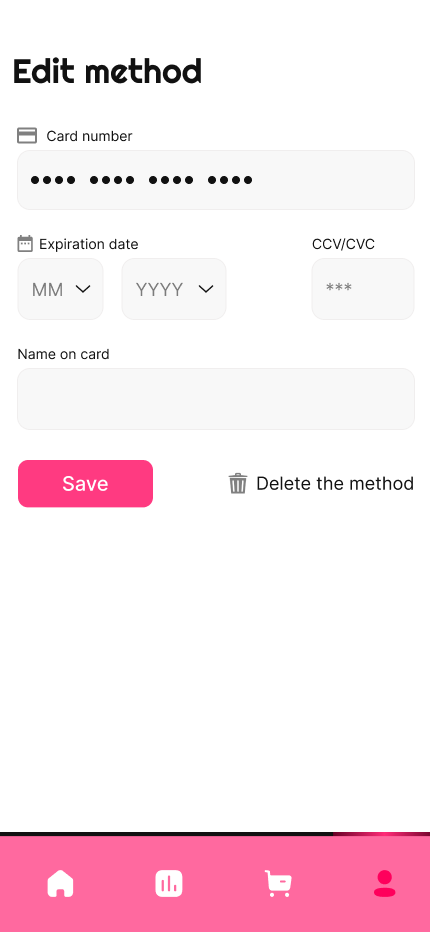 Edit method
Card number
•••• •••• •••• ••••
Expiration date CCV/CVC
MM YYYY ***
Name on card
Save Delete the method